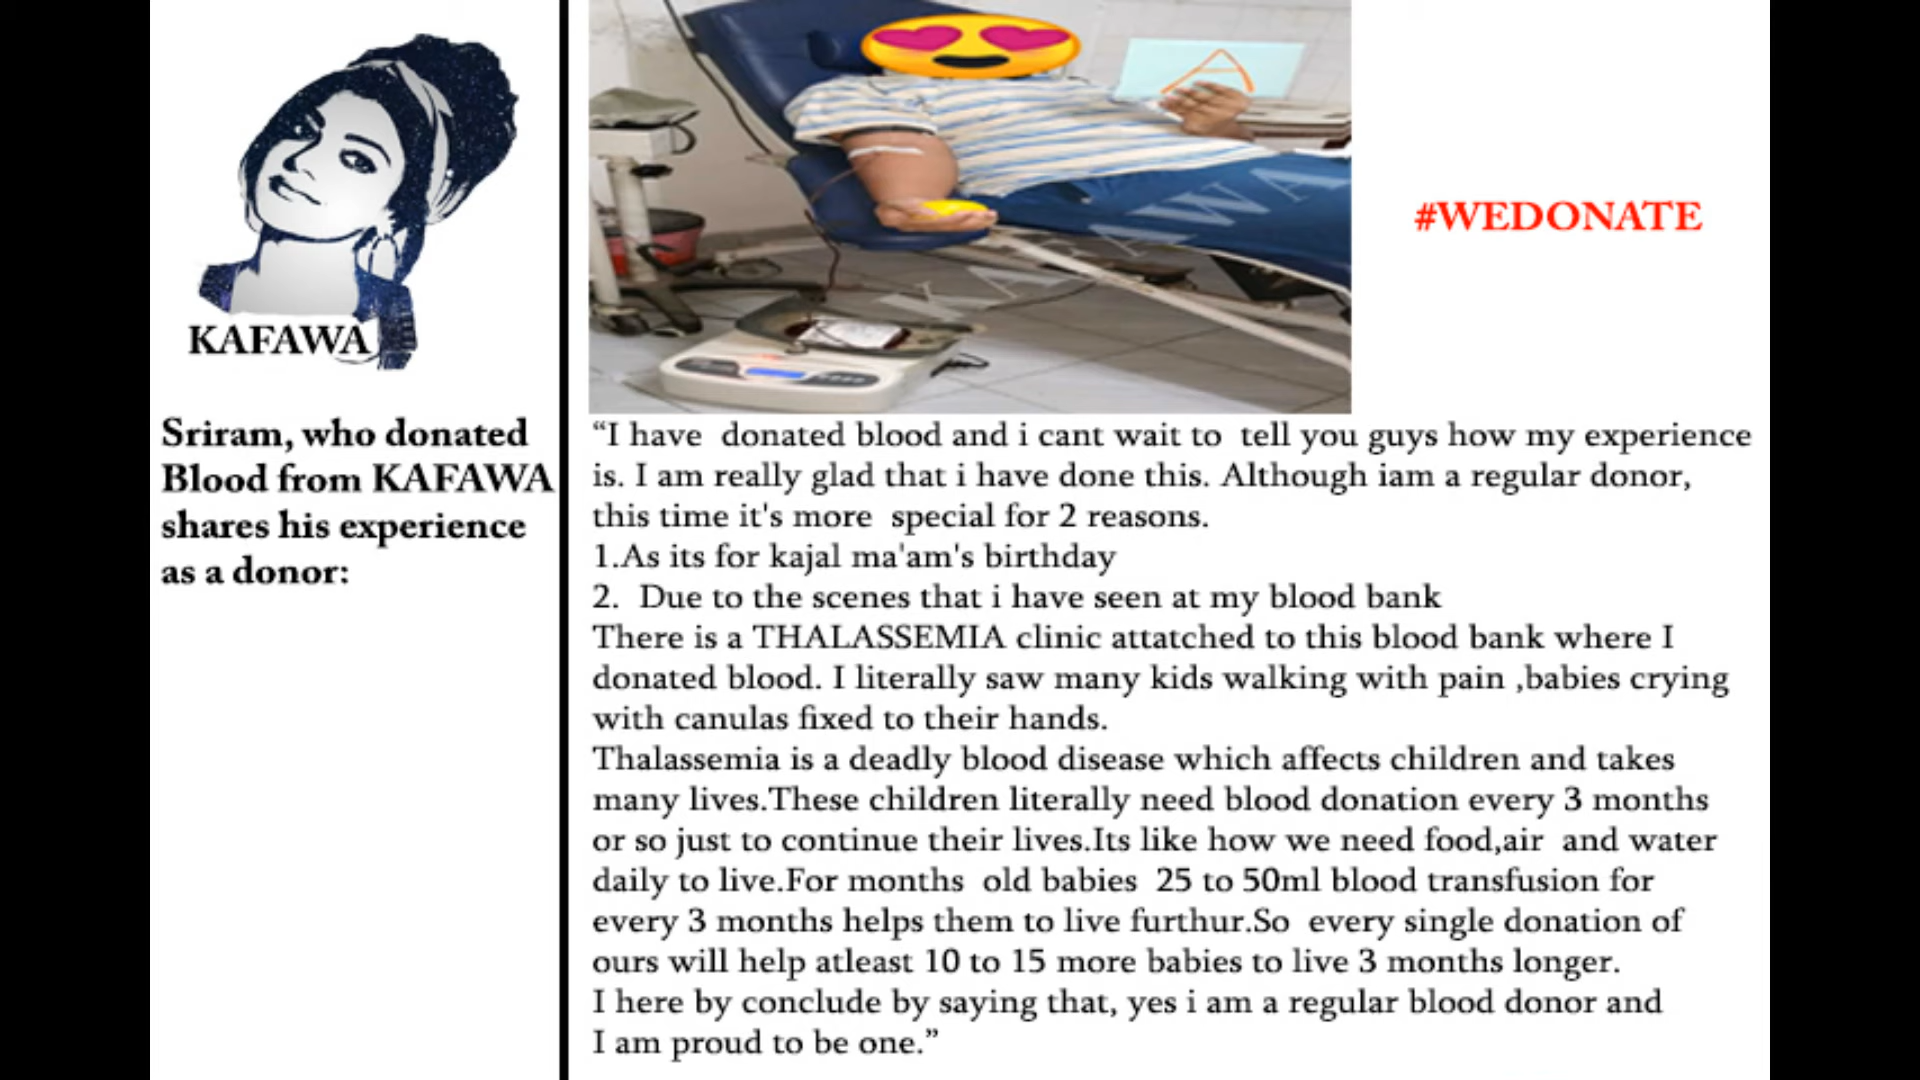 KAFAWA
Sriram, who donated
Blood from KAFAWA
shares his experience
as a donor:
#WEDONATE
“I have donated blood and i cant wait to tell you guys how my experience
is. I am really glad that i have done this. Although iam a regular donor,
this time it's more special for 2 reasons.
1.As its for kajal ma'am's birthday
2. Due to the scenes that i have seen at my blood bank
There is a THALASSEMIA clinic attatched to this blood bank where I
donated blood. I literally saw many kids walking with pain ,babies crying
with canulas fixed to their hands.
Thalassemia is a deadly blood disease which affects children and takes
many lives.These children literally need blood donation every 3 months
or so just to continue their lives.Its like how we need food,air and water
daily to live.For months old babies 25 to 50ml blood transfusion for
every 3 months helps them to live furthur.So every single donation of
ours will help atleast 10 to 15 more babies to live 3 months longer.
I here by conclude by saying that, yes i am a regular blood donor and
I am proud to be one.”